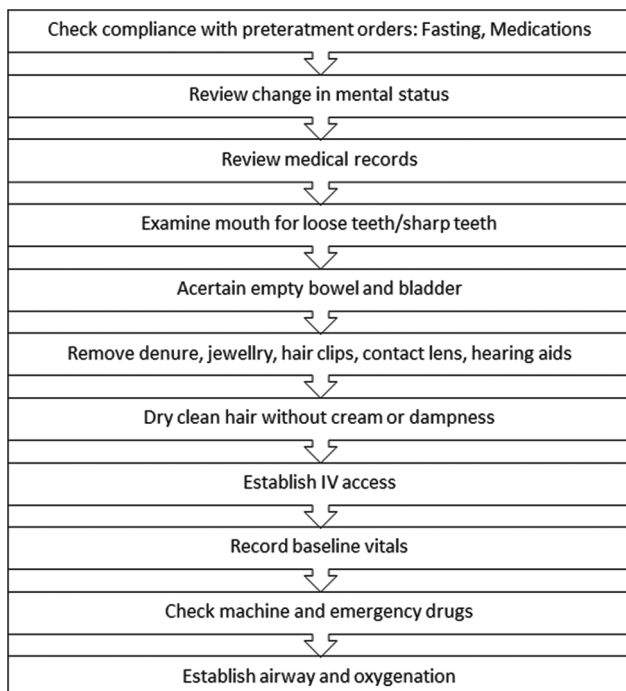 Check compliance with preteratment orders: Fasting, Medications
Review change in mental status
Review medical records
Examine mouth for loose teeth/sharp teeth
Acertain empty bowel and bladder
Remove denure, jewellry, hair clips, contact lens, hearing aids
Dry clean hair without cream or dampness
Establish IV access
Record baseline vitals
Check machine and emergency drugs
Establish airway and oxygenation